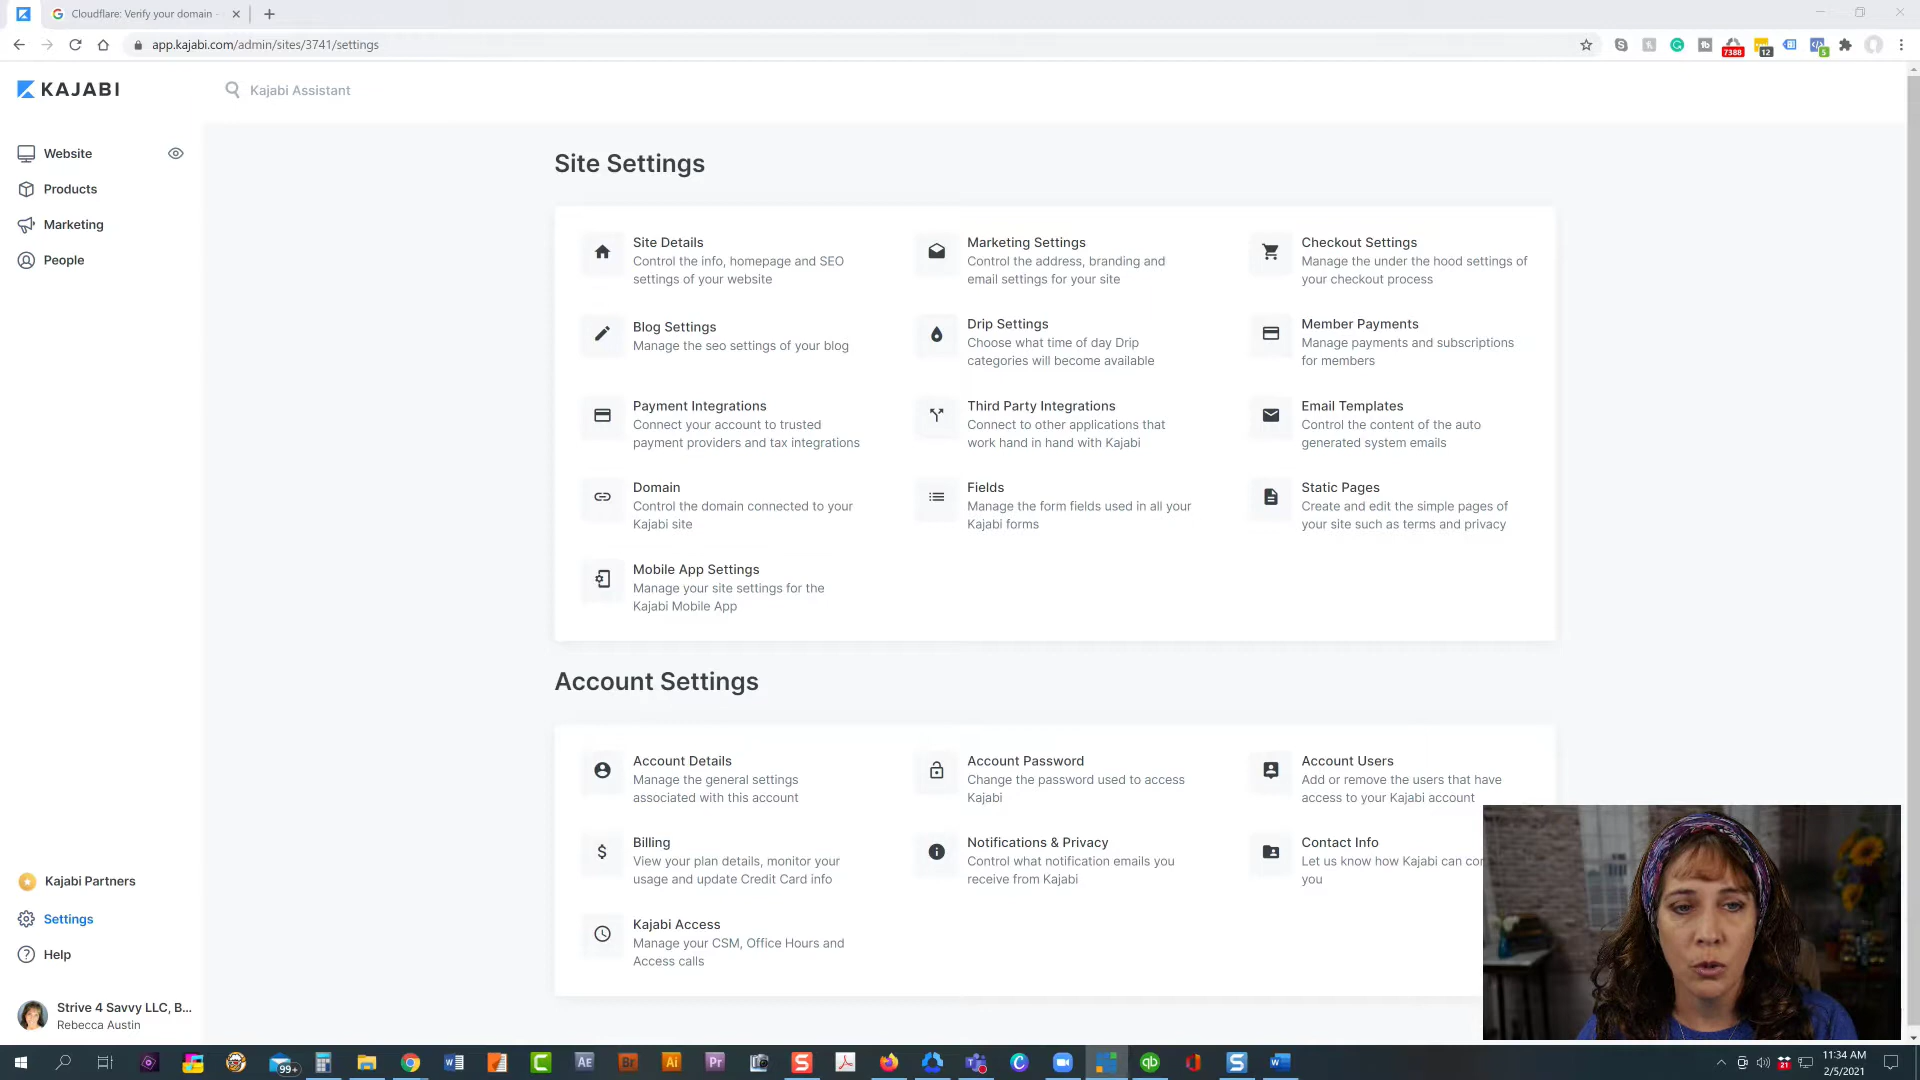 Cloudflare: Verify your domain
app.kajabi.com/admin/sites/3741/settings
7388
12
5
KAJABI
Kajabi Assistant
Website
Products
Marketing
People
Site Settings
Site Details
Control the info, homepage and SEO
settings of your website
Marketing Settings
Control the address, branding and
email settings for your site
Checkout Settings
Manage the under the hood settings of
your checkout process
Blog Settings
Manage the seo settings of your blog
Drip Settings
Choose what time of day Drip
categories will become available
Member Payments
Manage payments and subscriptions
for members
Payment Integrations
Connect your account to trusted
payment providers and tax integrations
Third Party Integrations
Connect to other applications that
work hand in hand with Kajabi
Email Templates
Control the content of the auto
generated system emails
Domain
Control the domain connected to your
Kajabi site
Fields
Manage the form fields used in all your
Kajabi forms
Static Pages
Create and edit the simple pages of
your site such as terms and privacy
Mobile App Settings
Manage your site settings for the
Kajabi Mobile App
Account Settings
Account Details
Manage the general settings
associated with this account
Account Password
Change the password used to access
Kajabi
Account Users
Add or remove the users that have
access to your Kajabi account
Billing
View your plan details, monitor your
usage and update Credit Card info
Notifications & Privacy
Control what notification emails you
receive from Kajabi
Contact Info
Let us know how Kajabi can
you
Kajabi Access
Manage your CSM, Office Hours and
Access calls
Kajabi Partners
Settings
Help
Strive 4 Savvy LLC, B...
Rebecca Austin
99+
AE
Br
Ai
Pr
21
11:34 AM
2/5/2021